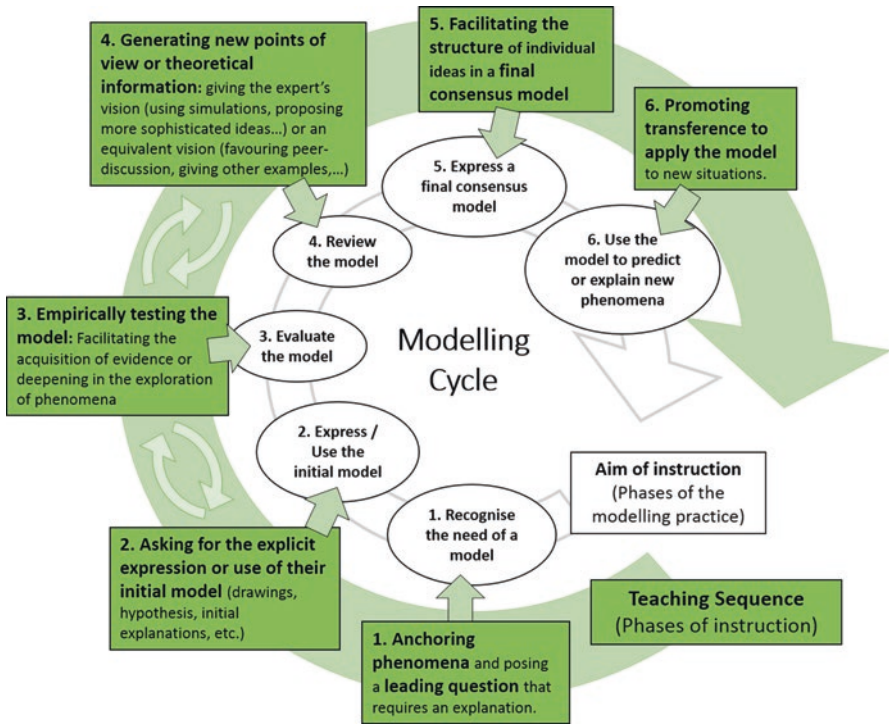 4. Generating new points of
view or theoretical
information: giving the expert's
vision (using simulations, proposing
more sophisticated ideas...) or an
equivalent vision (favouring peer-
discussion, giving other examples,...)
5. Facilitating the
structure of individual
ideas in a final
consensus model
6. Promoting
transference to
apply the model
to new situations.
5. Express a
final consensus
model
4. Review
the model
6. Use the
model to predict
or explain new
phenomena
3. Empirically testing the
model: Facilitating the
acquisition of evidence or
deepening in the exploration
of phenomena
3. Evaluate
the model
Modelling
Cycle
2. Express /
Use the
initial model
1. Recognise
the need of a
model
Aim of instruction
(Phases of the
modelling practice)
2. Asking for the explicit
expression or use of their
initial model (drawings,
hypothesis, initial
explanations, etc.)
1. Anchoring
phenomena and posing
a leading question that
requires an explanation.
Teaching Sequence
(Phases of instruction)